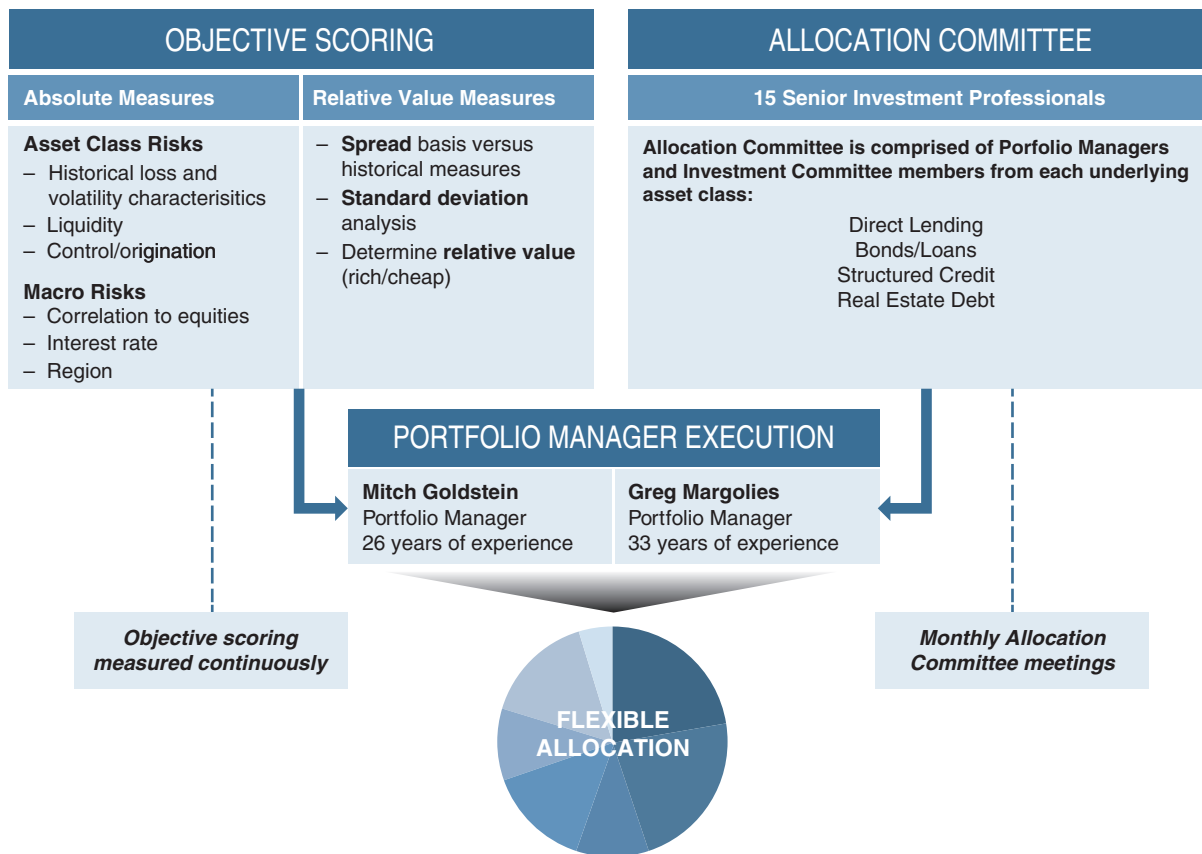 OBJECTIVE SCORING
Absolute Measures
Asset Class Risks
– Historical loss and
volatility characterisitics
– Liquidity
– Control/origination
Macro Risks
– Correlation to equities
– Interest rate
– Region
Relative Value Measures
– Spread basis versus
historical measures
– Standard deviation
analysis
– Determine relative value
(rich/cheap)
ALLOCATION COMMITTEE
15 Senior Investment Professionals
Allocation Committee is comprised of Porfolio Managers
and Investment Committee members from each underlying
asset class:
Direct Lending
Bonds/Loans
Structured Credit
Real Estate Debt
PORTFOLIO MANAGER EXECUTION
Mitch Goldstein
Portfolio Manager
26 years of experience
Greg Margolies
Portfolio Manager
33 years of experience
Objective scoring
measured continuously
Monthly Allocation
Committee meetings
FLEXIBLE
ALLOCATION